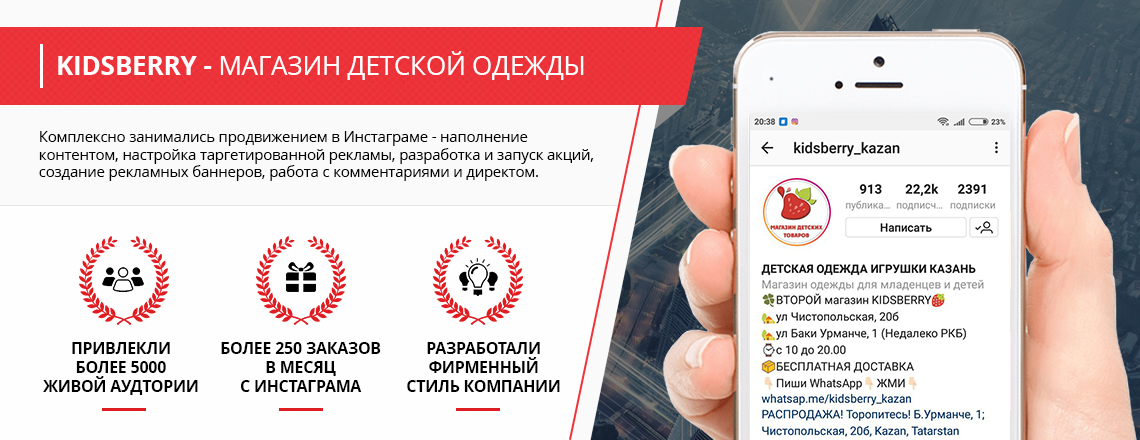 KIDSBERRY - МАГАЗИН ДЕТСКОЙ ОДЕЖДЫ
Комплексно занимались продвижением в Инстаграме - наполнение
контентом, настройка таргетированной рекламы, разработка и запуск акций,
создание рекламных баннеров, работа с комментариями и директом.
ПРИВЛЕКЛИ
БОЛЕЕ 5000
ЖИВОЙ АУДТОРИИ
БОЛЕЕ 250 ЗАКАЗОВ
В МЕСЯЦ
С ИНСТАГРАМА
РАЗРАБОТАЛИ
ФИРМЕННЫЙ
СТИЛЬ КОМПАНИИ
20:38
23%
kidsberry_kazan
МАГАЗИН ДЕТСКИХ
ТОВАРОВ
913 22,2k 2391
публика... подписч... подписки
Написать
ДЕТСКАЯ ОДЕЖДА ИГРУШКИ КАЗАНЬ
Магазин одежды для младенцев и детей
🍀ВТОРОЙ магазин KIDSBERRY🍓
🏡ул Чистопольская, 20б
🏡ул Баки Урманче, 1 (Недалеко РКБ)
⌚с 10 до 20.00
📦БЕСПЛАТНАЯ ДОСТАВКА
👇🏻Пиши WhatsApp👇🏻ЖМИ👇🏻
whatsap.me/kidsberry_kazan
РАСПРОДАЖА! Торопитесь! Б.Урманче, 1;
Чистопольская, 20б, Kazan, Tatarstan